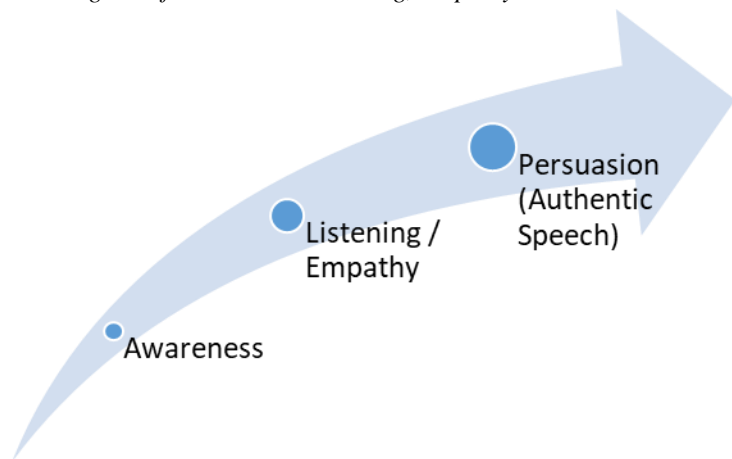 Awareness
Listening /
Empathy
Persuasion
(Authentic
Speech)